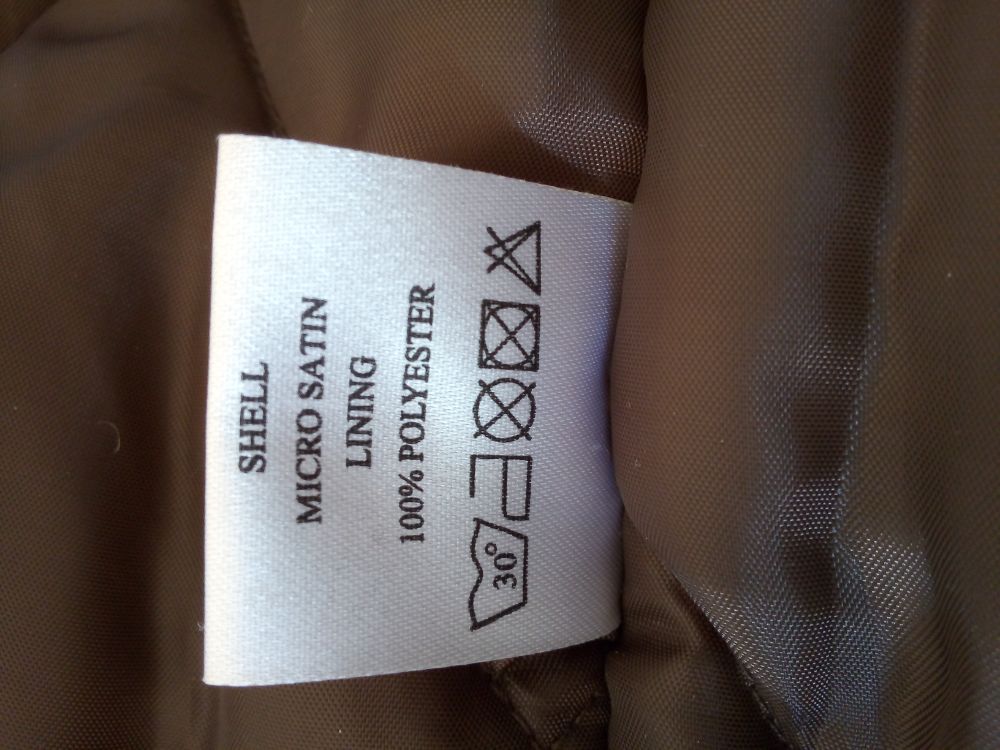 SHELL
MICRO SATIN
LINING
100% POLYESTER
30°